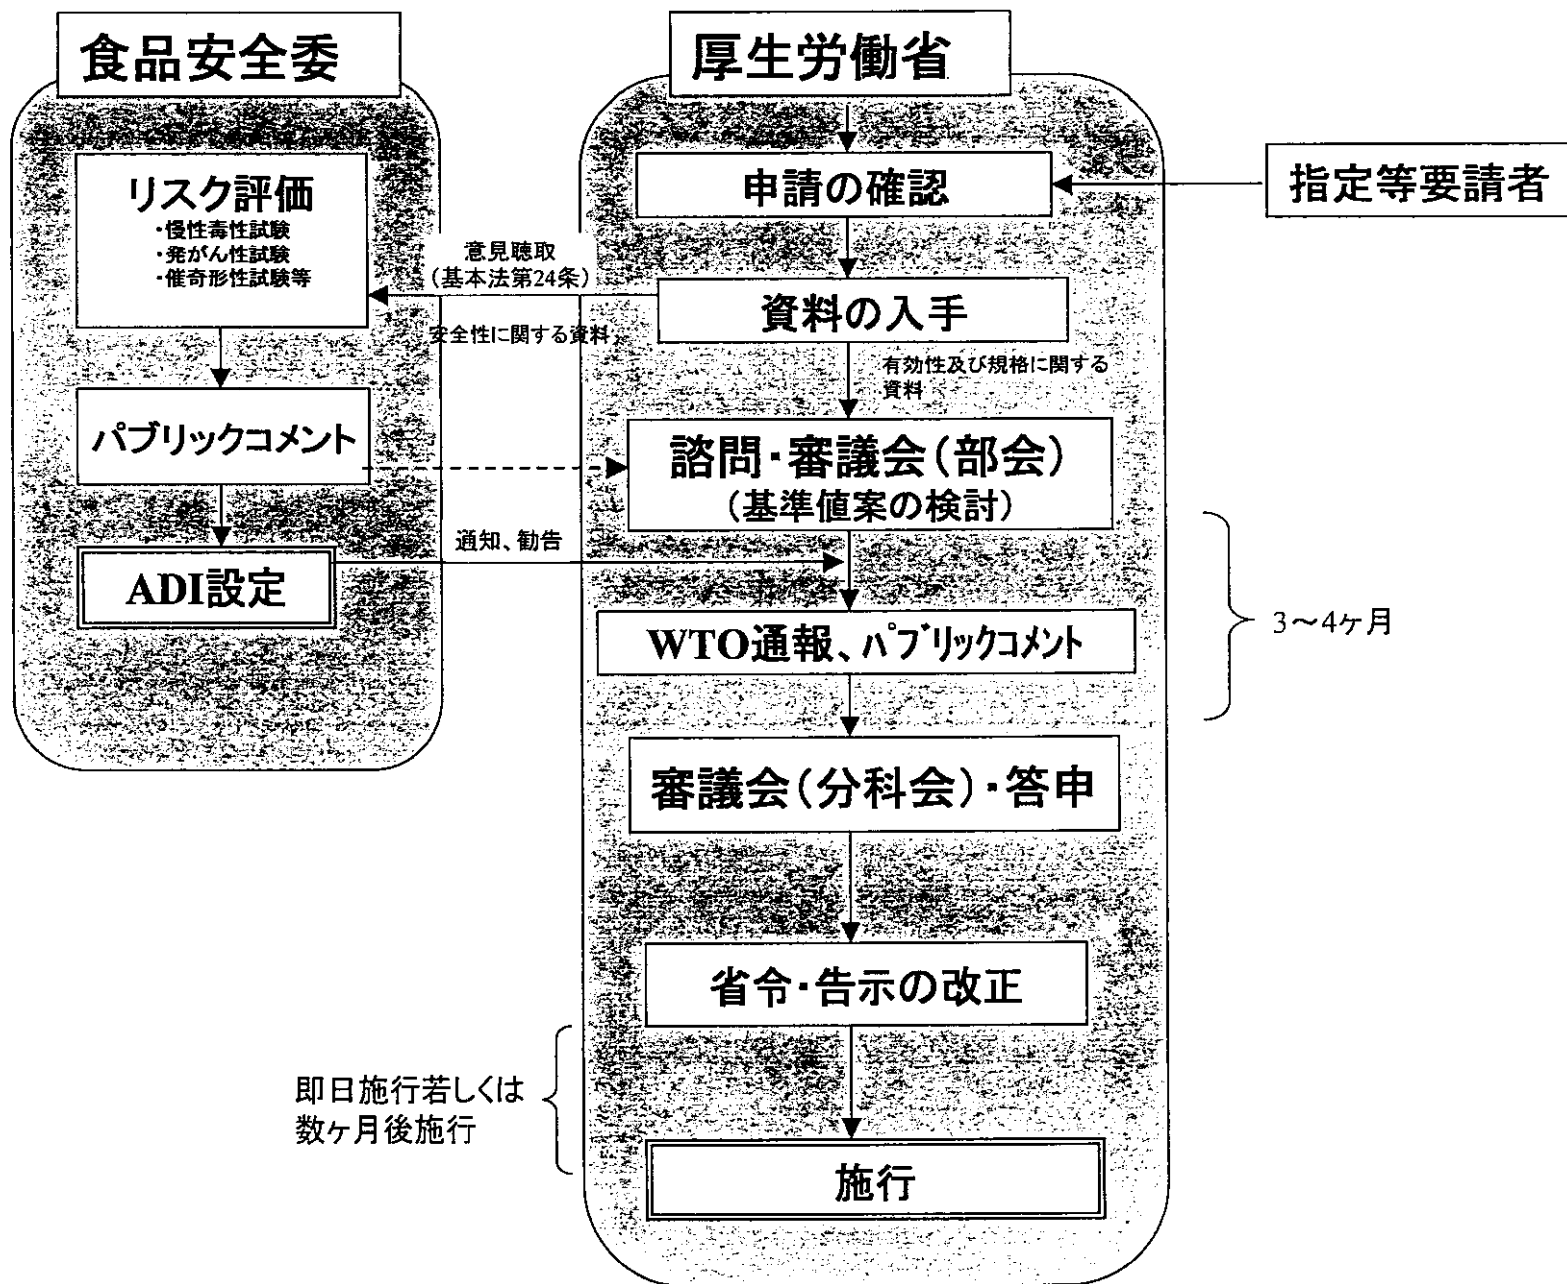 食品安全委
厚生労働省
リスク評価
・慢性毒性試験
・発がん性試験
・催奇形性試験等
申請の確認
指定等要請者
意見聴取
(基本法第24条)
資料の入手
安全性に関する資料
有効性及び規格に関する
資料
パブリックコメント
諮問・審議会(部会)
(基準値案の検討)
通知、勧告
ADI設定
WTO通報、パブリックコメント
3～4ヶ月
審議会(分科会)・答申
省令・告示の改正
即日施行若しくは
数ヶ月後施行
施行